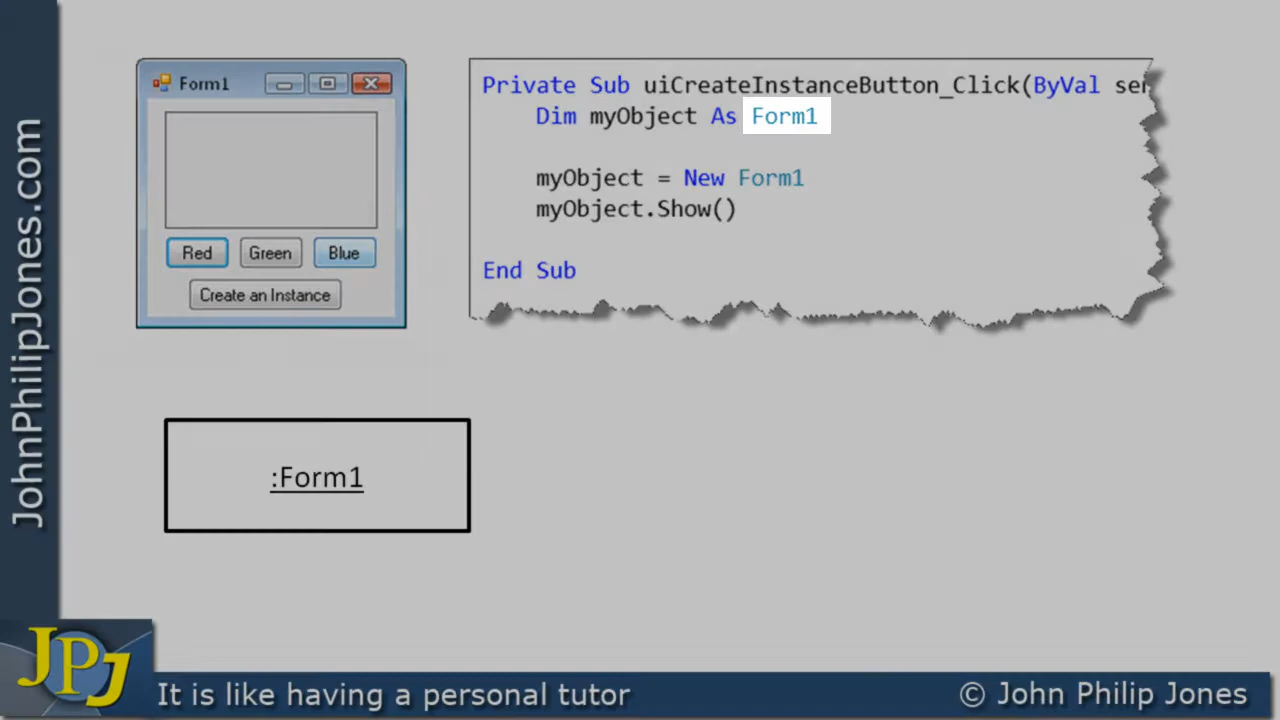 JohnPhilipJones.com
Form1
Red Green Blue
Create an Instance
Private Sub uiCreateInstanceButton_Click(ByVal
Dim myObject As Form1
myObject = New Form1
myObject.Show()
End Sub
:Form1
JPJ
It is like having a personal tutor
© John Philip Jones